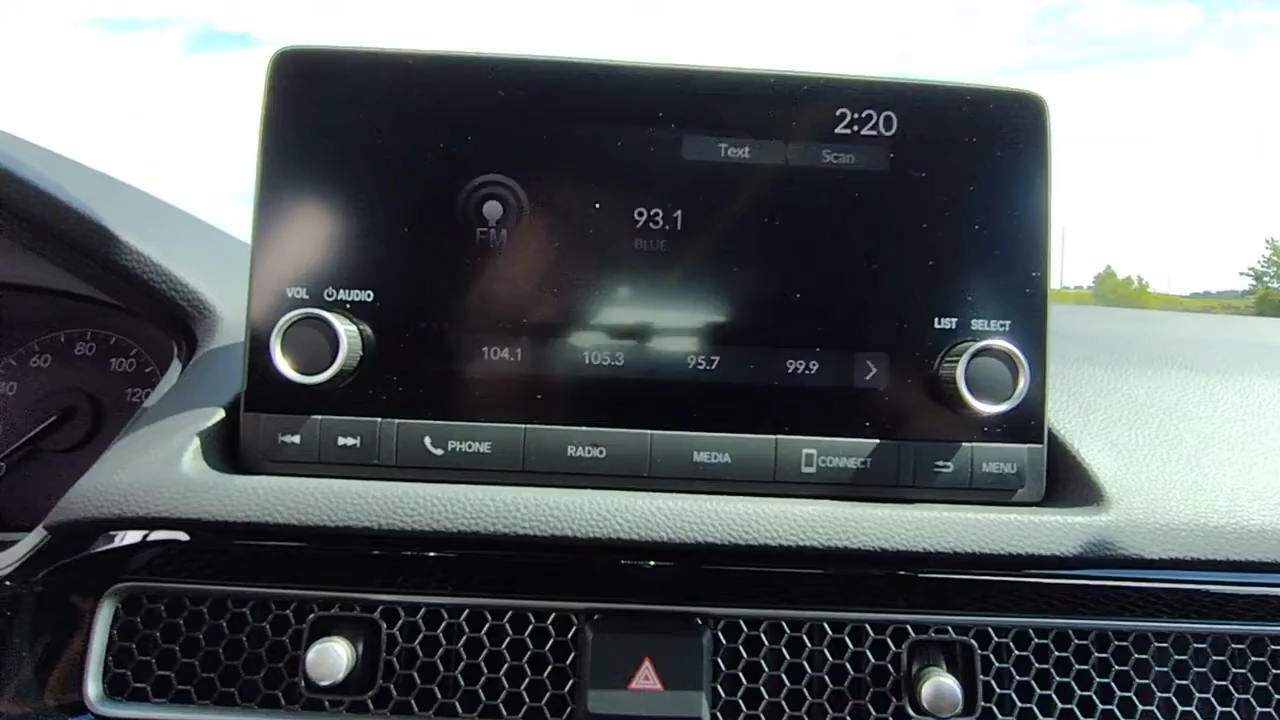 2:20
Text Scan
93.1
FM
BLUE
VOL AUDIO
LIST SELECT
104.1 105.3 95.7 99.9
PHONE RADIO MEDIA CONNECT MENU
40 60 80 100 120